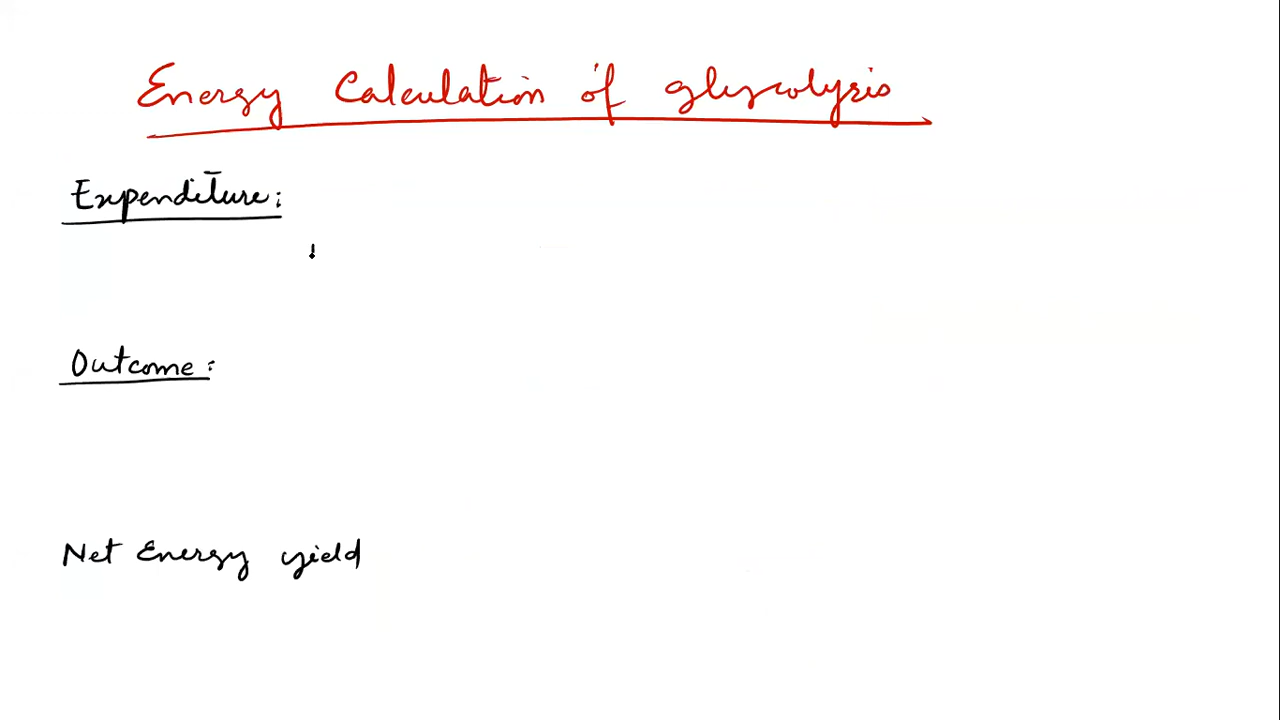 Energy Calculation of glycolysis
Expenditure:
Outcome:
Net Energy yield